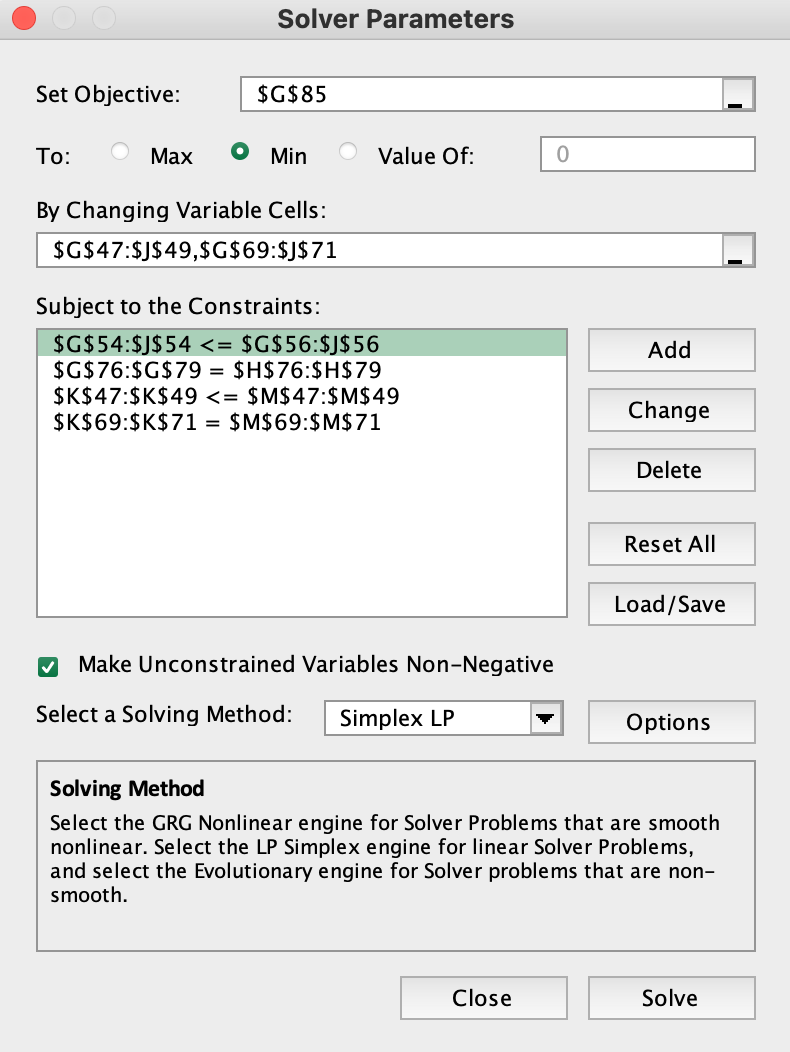 Solver Parameters
Set Objective: $G$85
To: Max Min Value Of: 0
By Changing Variable Cells:
$G$47:$J$49,$G$69:$J$71
Subject to the Constraints:
$G$54:$J$54 <= $G$56:$J$56
$G$76:$G$79 = $H$76:$H$79
$K$47:$K$49 <= $M$47:$M$49
$K$69:$K$71 = $M$69:$M$71
Add
Change
Delete
Reset All
Load/Save
Make Unconstrained Variables Non-Negative
Select a Solving Method: Simplex LP Options
Solving Method
Select the GRG Nonlinear engine for Solver Problems that are smooth
nonlinear. Select the LP Simplex engine for linear Solver Problems,
and select the Evolutionary engine for Solver problems that are non-
smooth.
Close Solve